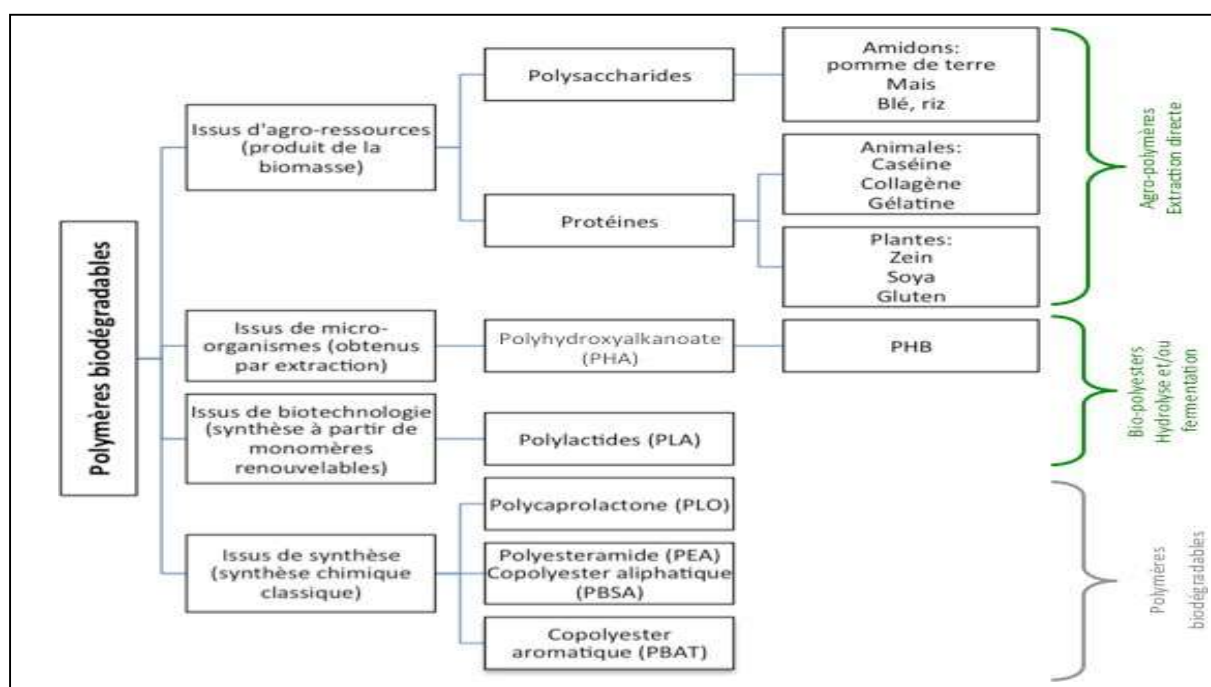 Polymères biodégradables
Issus d'agro-ressources
(produit de la
biomasse)
Polysaccharides
Amidons:
pomme de terre
Mais
Blé, riz
Protéines
Animales:
Caséine
Collagène
Gélatine
Plantes:
Zein
Soya
Gluten
Agro-polymères
Extraction directe
Issus de micro-
organismes (obtenus
par extraction)
Polyhydroxyalkanoate
(PHA)
PHB
Issus de biotechnologie
(synthèse à partir de
monomères
renouvelables)
Polylactides (PLA)
Bio-polyesters
Hydrolyse et/ou
fermentation
Issus de synthèse
(synthèse chimique
classique)
Polycaprolactone (PLO)
Polyesteramide (PEA)
Copolyester aliphatique
(PBSA)
Copolyester
aromatique (PBAT)
Polymères
biodégradables